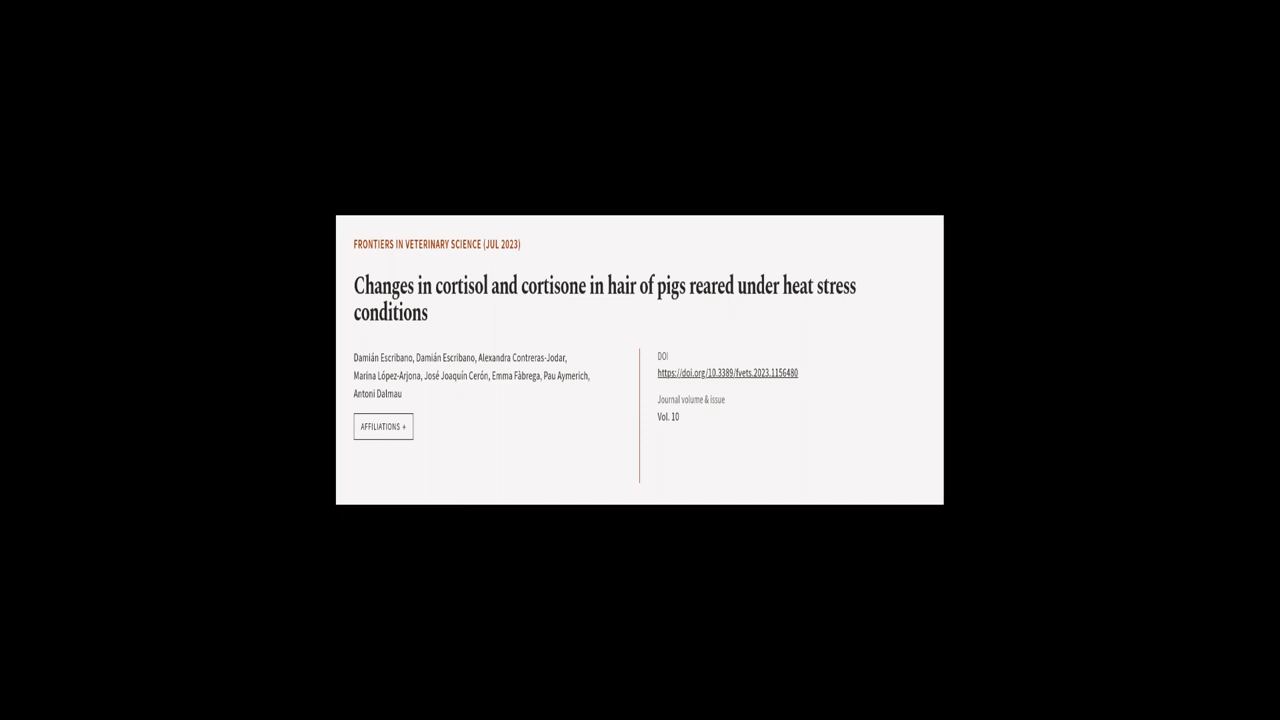 FRONTIERS IN VETERINARY SCIENCE (JUL 2023)
Changes in cortisol and cortisone in hair of pigs reared under heat stress
conditions
Damián Escribano, Damián Escribano, Alexandra Contreras-Jodar,
Marina López-Arjona, José Joaquín Cerón, Emma Fàbrega, Pau Aymerich,
Antoni Dalmau
AFFILIATIONS +
DOI
https://doi.org/10.3389/fvets.2023.1156480
Journal volume & issue
Vol. 10